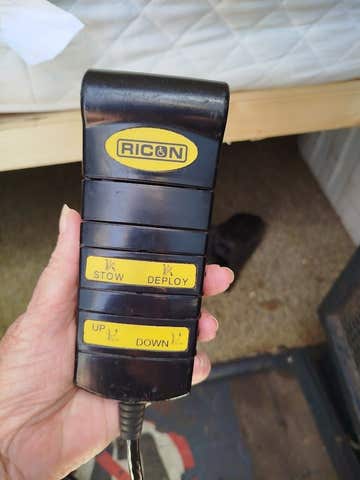 RICON
STOW DEPLOY
UP DOWN